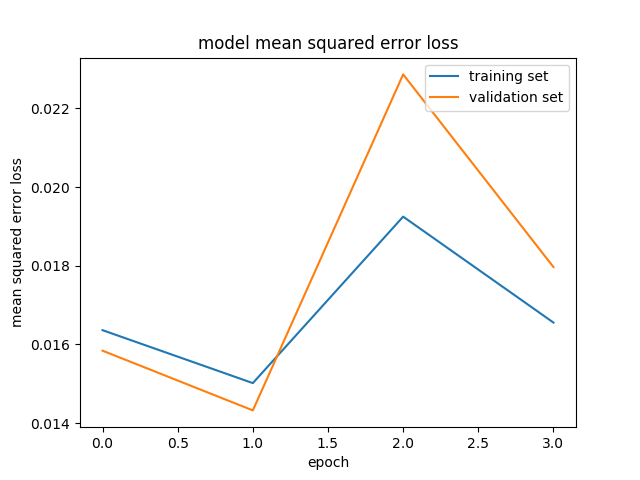 model mean squared error loss
training set
validation set
0.022
0.020
0.018
0.016
0.014
mean squared error loss
0.0
0.5
1.0
1.5
2.0
2.5
3.0
epoch